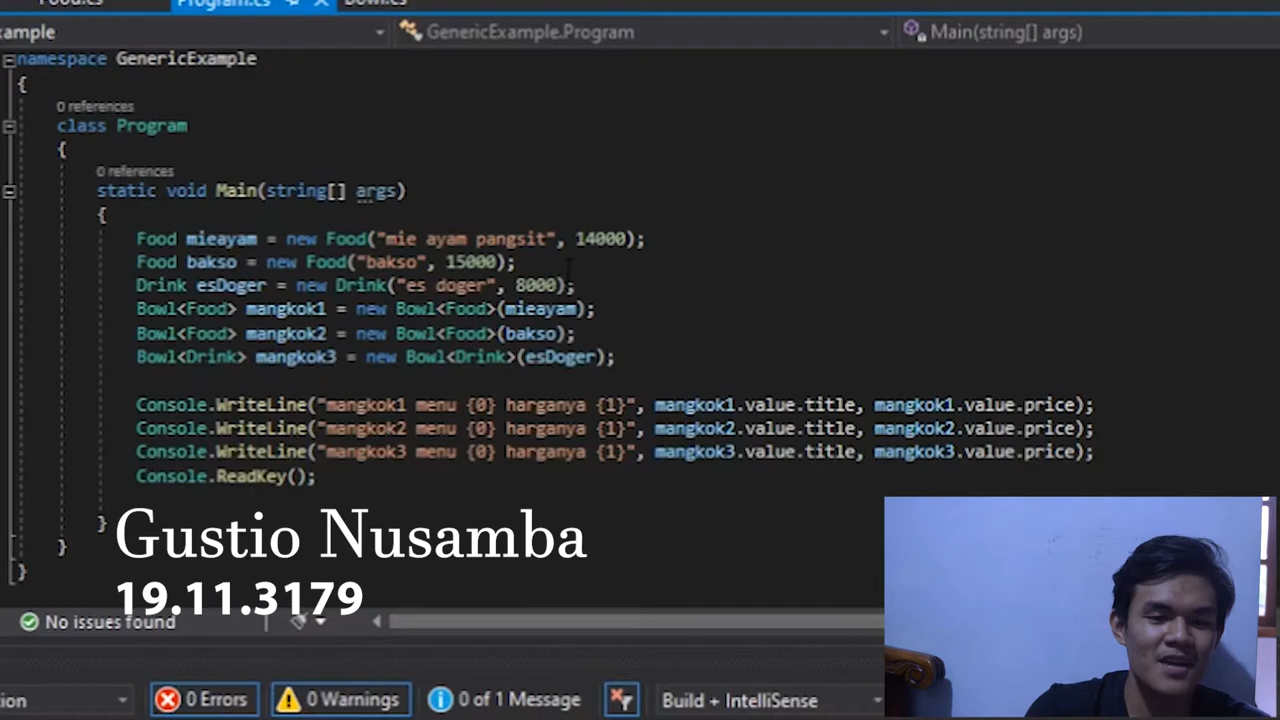 Food.cs Program.cs Bowl.cs
ample GenericExample.Program Main(string[] args)
namespace GenericExample
{
0 references
class Program
{
0 references
static void Main(string[] args)
{
Food mieayam = new Food("mie ayam pangsit", 14000);
Food bakso = new Food("bakso", 15000);
Drink esDoger = new Drink("es doger", 8000);
Bowl<Food> mangkok1 = new Bowl<Food>(mieayam);
Bowl<Food> mangkok2 = new Bowl<Food>(bakso);
Bowl<Drink> mangkok3 = new Bowl<Drink>(esDoger);
Console.WriteLine("mangkok1 menu {0} harganya {1}", mangkok1.value.title, mangkok1.value.price);
Console.WriteLine("mangkok2 menu {0} harganya {1}", mangkok2.value.title, mangkok2.value.price);
Console.WriteLine("mangkok3 menu {0} harganya {1}", mangkok3.value.title, mangkok3.value.price);
Console.ReadKey();
}
Gustio Nusamba
}
}
19.11.3179
No issues found
tion 0 Errors 0 Warnings 0 of 1 Message Build + IntelliSense